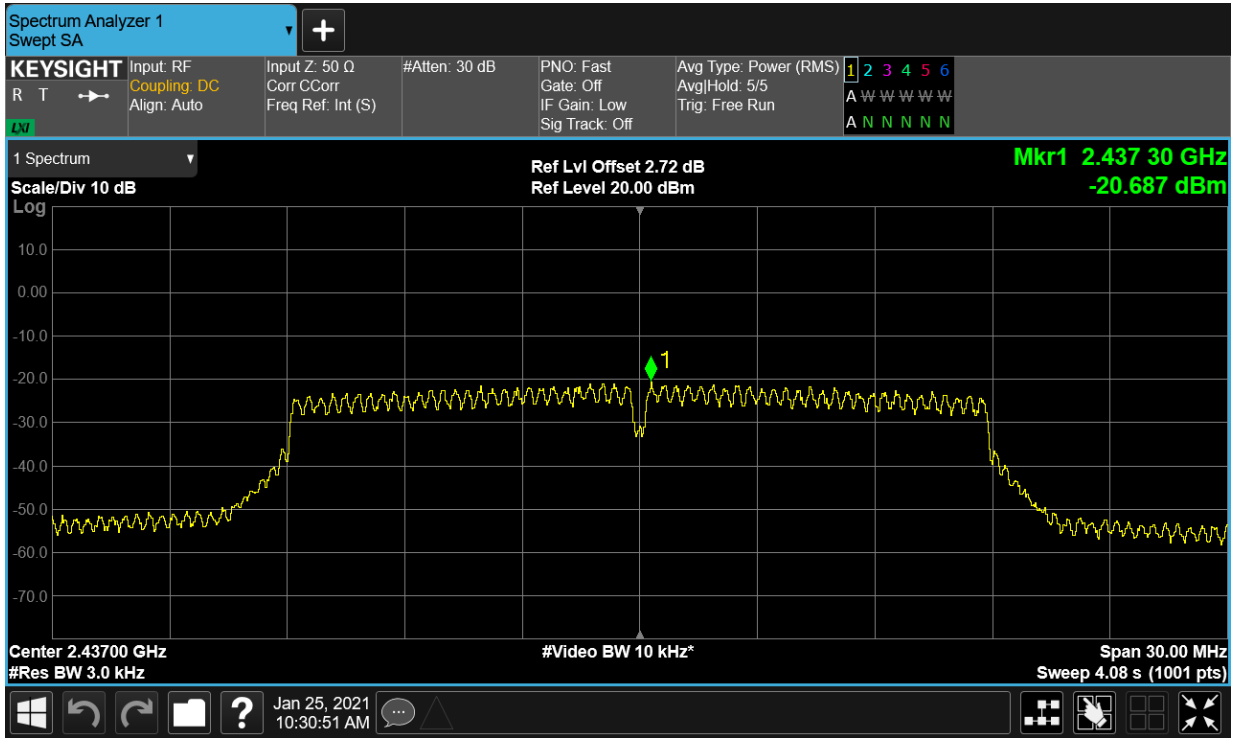 Spectrum Analyzer 1
Swept SA
▼
+
KEYSIGHT
R T
LXI
Input: RF
Coupling: DC
Align: Auto
Input Z: 50 Ω
Corr CCorr
Freq Ref: Int (S)
#Atten: 30 dB
PNO: Fast
Gate: Off
IF Gain: Low
Sig Track: Off
Avg Type: Power (RMS)
Avg|Hold: 5/5
Trig: Free Run
1 2 3 4 5 6
A W W W W W
A N N N N N
1 Spectrum ▼
Scale/Div 10 dB
Log
Ref Lvl Offset 2.72 dB
Ref Level 20.00 dBm
Mkr1 2.437 30 GHz
-20.687 dBm
10.0
0.00
-10.0
1
-20.0
-30.0
-40.0
-50.0
-60.0
-70.0
Center 2.43700 GHz
#Res BW 3.0 kHz
#Video BW 10 kHz*
Span 30.00 MHz
Sweep 4.08 s (1001 pts)
?
Jan 25, 2021
10:30:51 AM